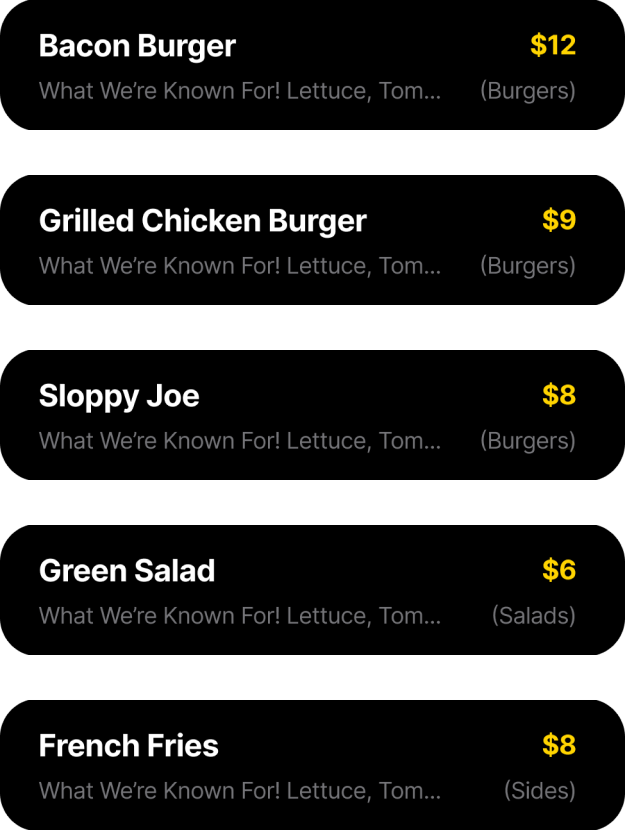 Bacon Burger $12
What We’re Known For! Lettuce, Tom... (Burgers)
Grilled Chicken Burger $9
What We’re Known For! Lettuce, Tom... (Burgers)
Sloppy Joe $8
What We’re Known For! Lettuce, Tom... (Burgers)
Green Salad $6
What We’re Known For! Lettuce, Tom... (Salads)
French Fries $8
What We’re Known For! Lettuce, Tom... (Sides)